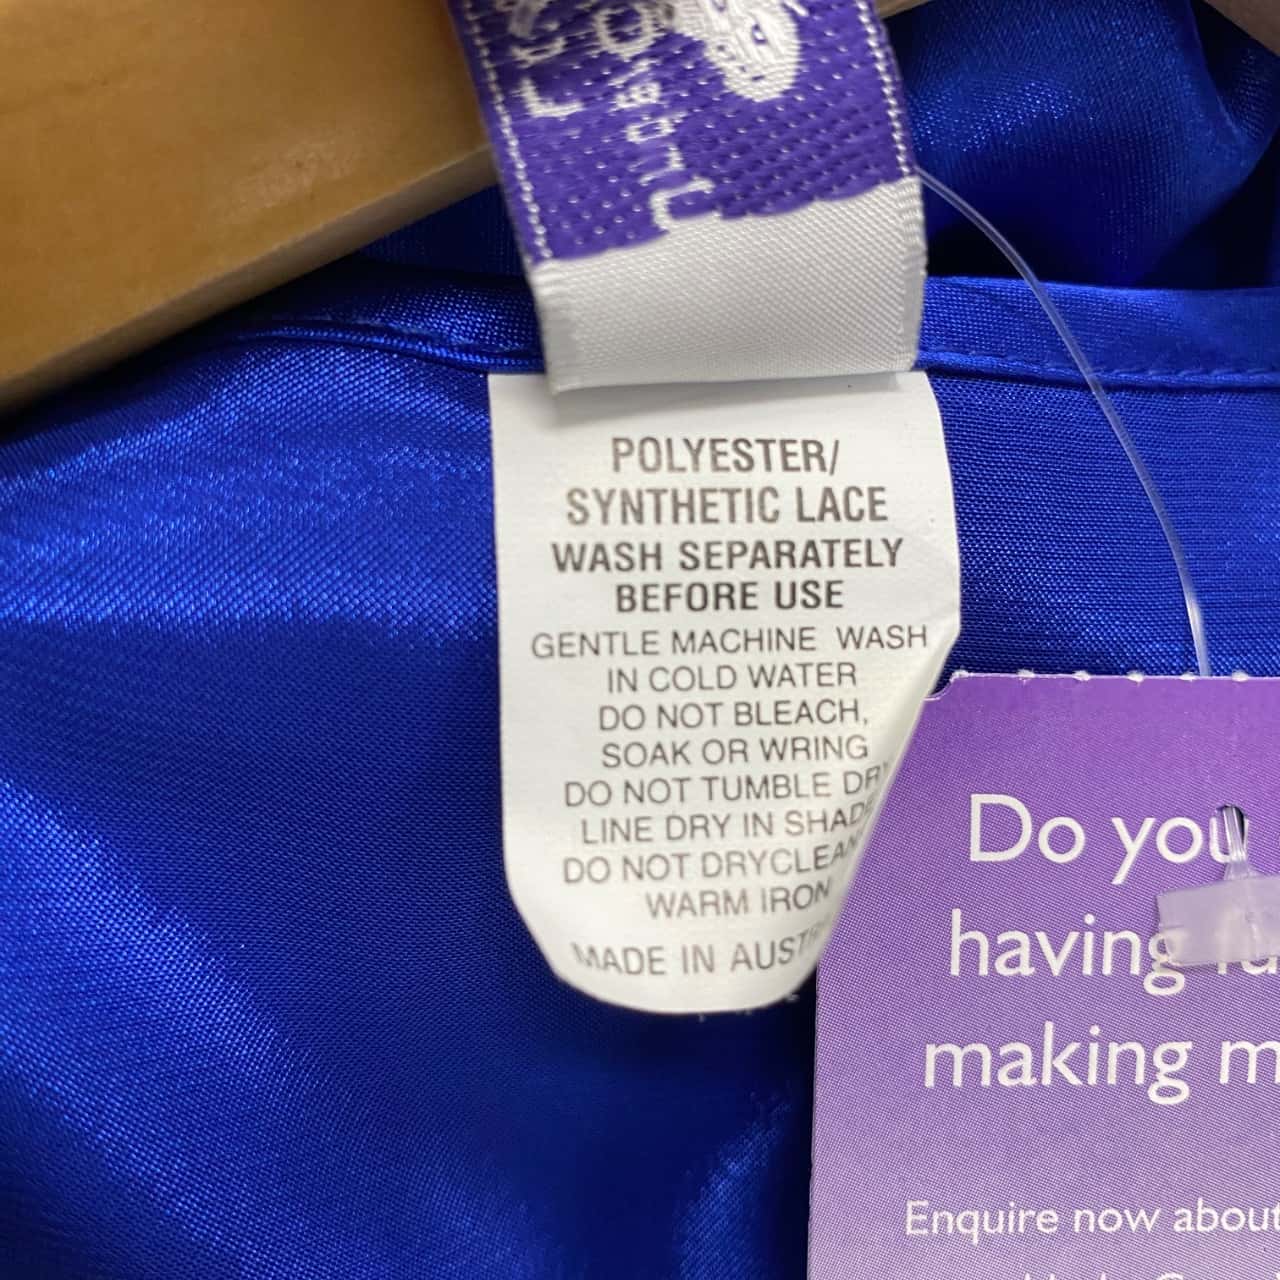 POLYESTER/
SYNTHETIC LACE
WASH SEPARATELY
BEFORE USE
GENTLE MACHINE WASH
IN COLD WATER
DO NOT BLEACH,
SOAK OR WRING
DO NOT TUMBLE DRY
LINE DRY IN SHADE
DO NOT DRYCLEAN
WARM IRON
MADE IN AUSTR
Do you
having
making m
Enquire now about